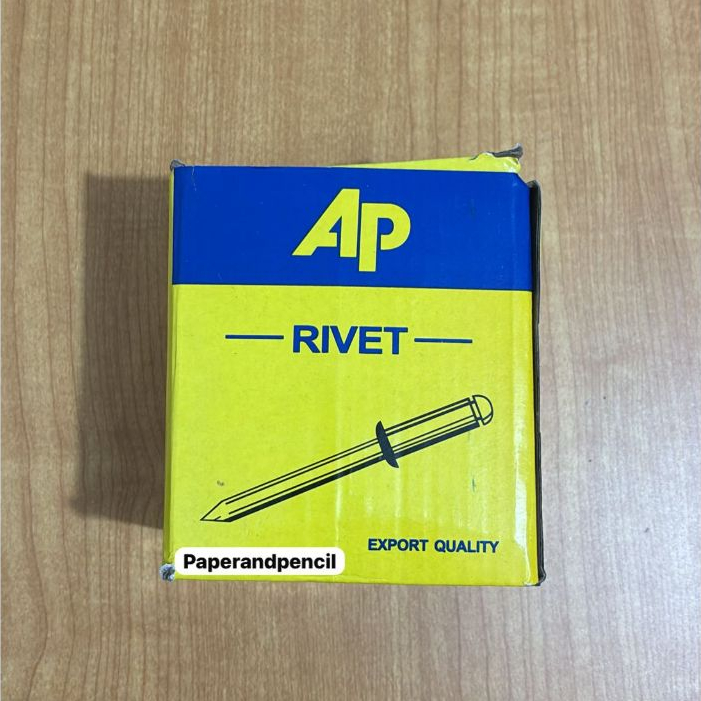 AP
RIVET
EXPORT QUALITY
Paperandpencil